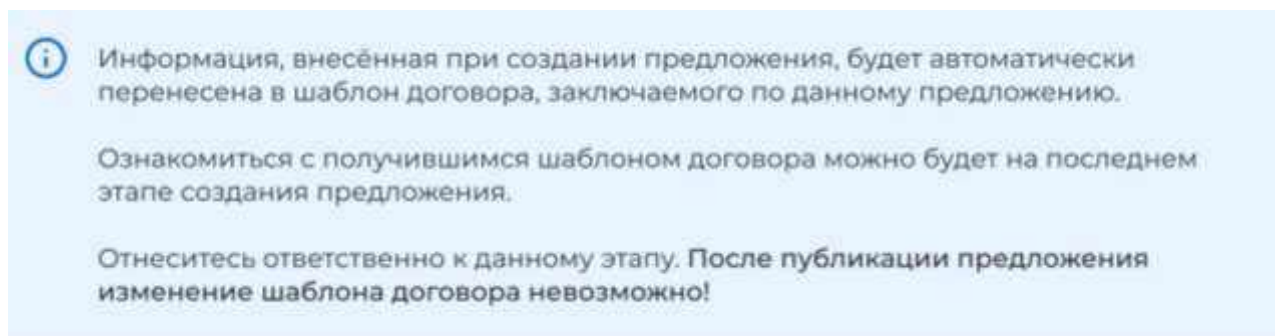 Информация, внесённая при создании предложения, будет автоматически
перенесена в шаблон договора, заключаемого по данному предложению.
Ознакомиться с получившимся шаблоном договора можно будет на последнем
этапе создания предложения.
Отнеситесь ответственно к данному этапу. После публикации предложения
изменение шаблона договора невозможно!